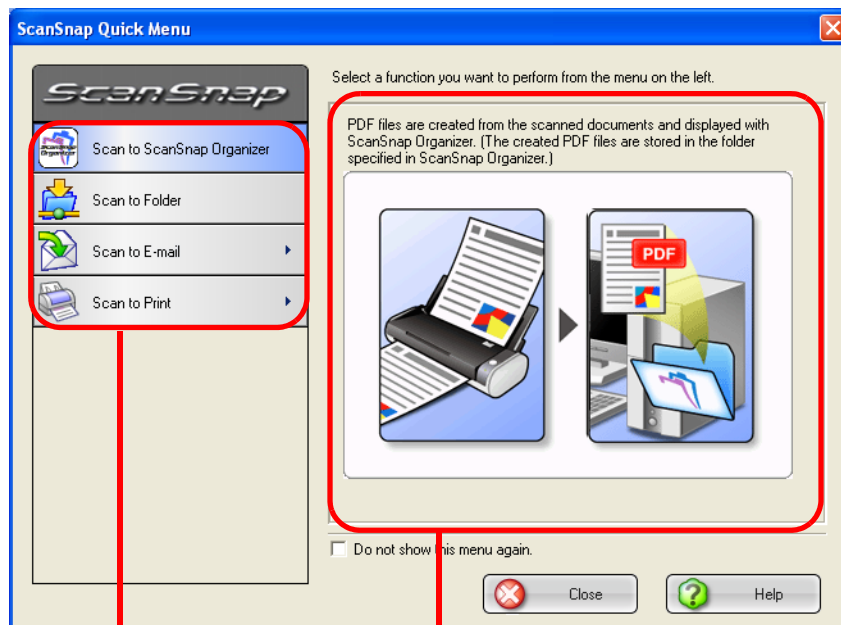 ScanSnap Quick Menu
ScanSnap
Scan to ScanSnap Organizer
Scan to Folder
Scan to E-mail
Scan to Print
Select a function you want to perform from the menu on the left.
PDF files are created from the scanned documents and displayed with
ScanSnap Organizer. (The created PDF files are stored in the folder
specified in ScanSnap Organizer.)
PDF
Do not show this menu again.
Close
Help